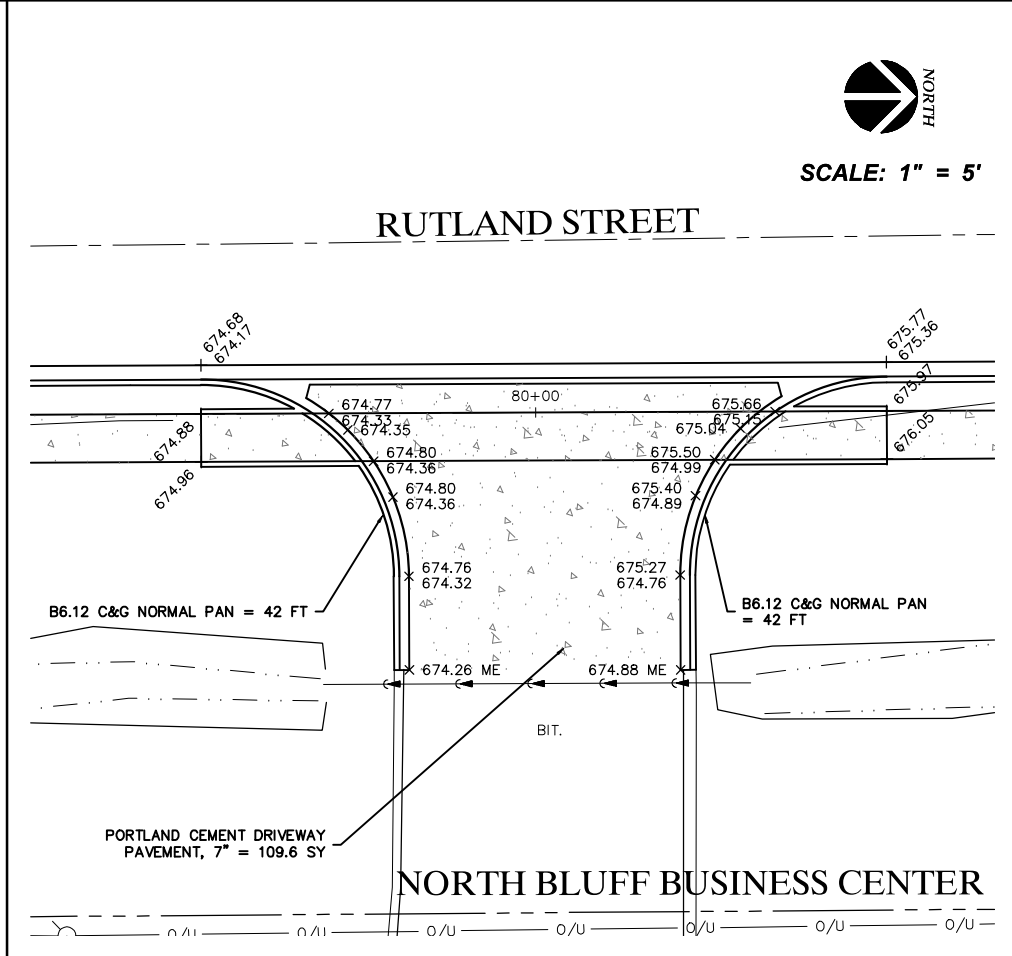 NORTH
SCALE: 1" = 5'
RUTLAND STREET
674.68
674.17
675.77
675.36
80+00
674.77
674.33
674.35
675.66
675.15
675.04
675.97
676.05
674.88
674.96
674.80
674.36
675.50
674.99
674.80
674.36
675.40
674.89
674.76
674.32
675.27
674.76
B6.12 C&G NORMAL PAN = 42 FT
B6.12 C&G NORMAL PAN
= 42 FT
674.26 ME
674.88 ME
BIT.
PORTLAND CEMENT DRIVEWAY
PAVEMENT, 7" = 109.6 SY
NORTH BLUFF BUSINESS CENTER
O/U
O/U
O/U
O/U
O/U
O/U
O/U